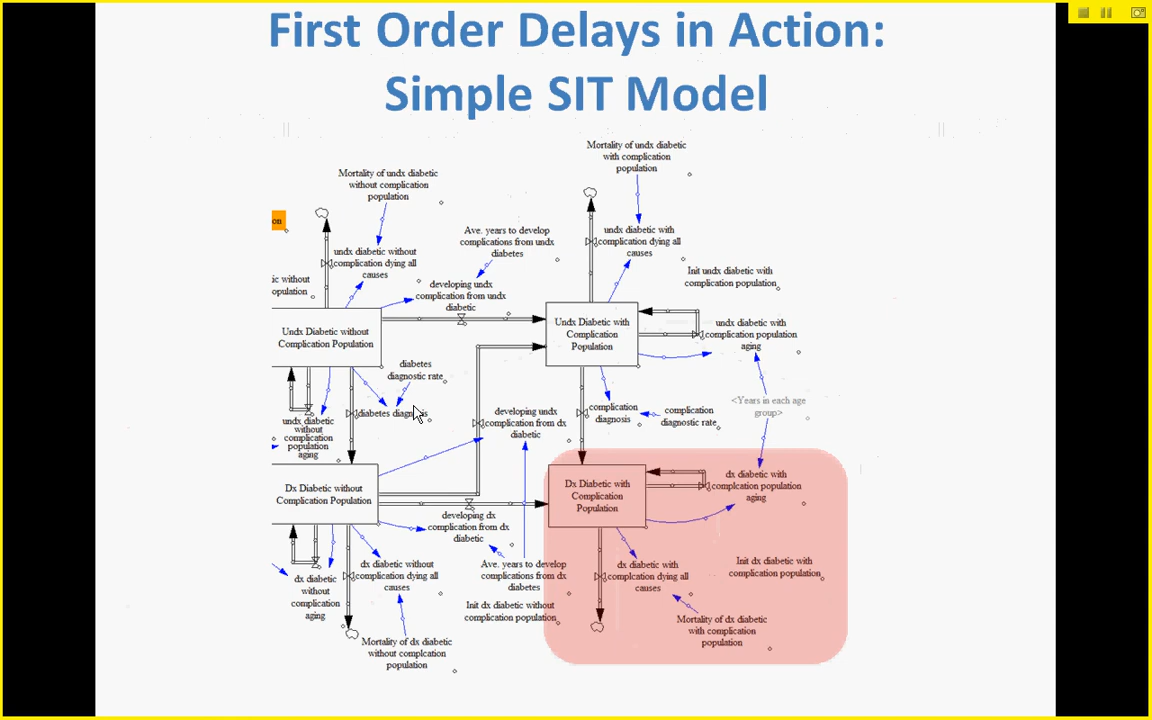 First Order Delays in Action:
Simple SIT Model
Mortality of undx diabetic
with complication
population
Mortality of undx diabetic
without complication
population
on
Ave. years to develop
complications from undx
diabetes
undx diabetic with
complication dying all
causes
undx diabetic without
complication dying all
causes
Init undx diabetic with
complication population
ic without
opulation
developing undx
complication from undx
diabetic
Undx Diabetic without
Complication Population
Undx Diabetic with
Complication
Population
undx diabetic with
complication population
aging
diabetes
diagnostic rate
<Years in each age
group>
diabetes diagnosis
complication
diagnosis
complication
diagnostic rate
developing undx
complication from dx
diabetic
undx diabetic
without
complication
population
aging
Dx Diabetic without
Complication Population
Dx Diabetic with
Complication
Population
dx diabetic with
complcation population
aging
developing dx
complication from dx
diabetic
dx diabetic
without
complication
aging
dx diabetic without
complication dying all
causes
Ave. years to develop
complications from dx
diabetes
dx diabetic with
complication dying all
causes
Init dx diabetic with
complication population
Init dx diabetic without
complication population
Mortality of dx diabetic
without complcation
population
Mortality of dx diabetic
with complication
population